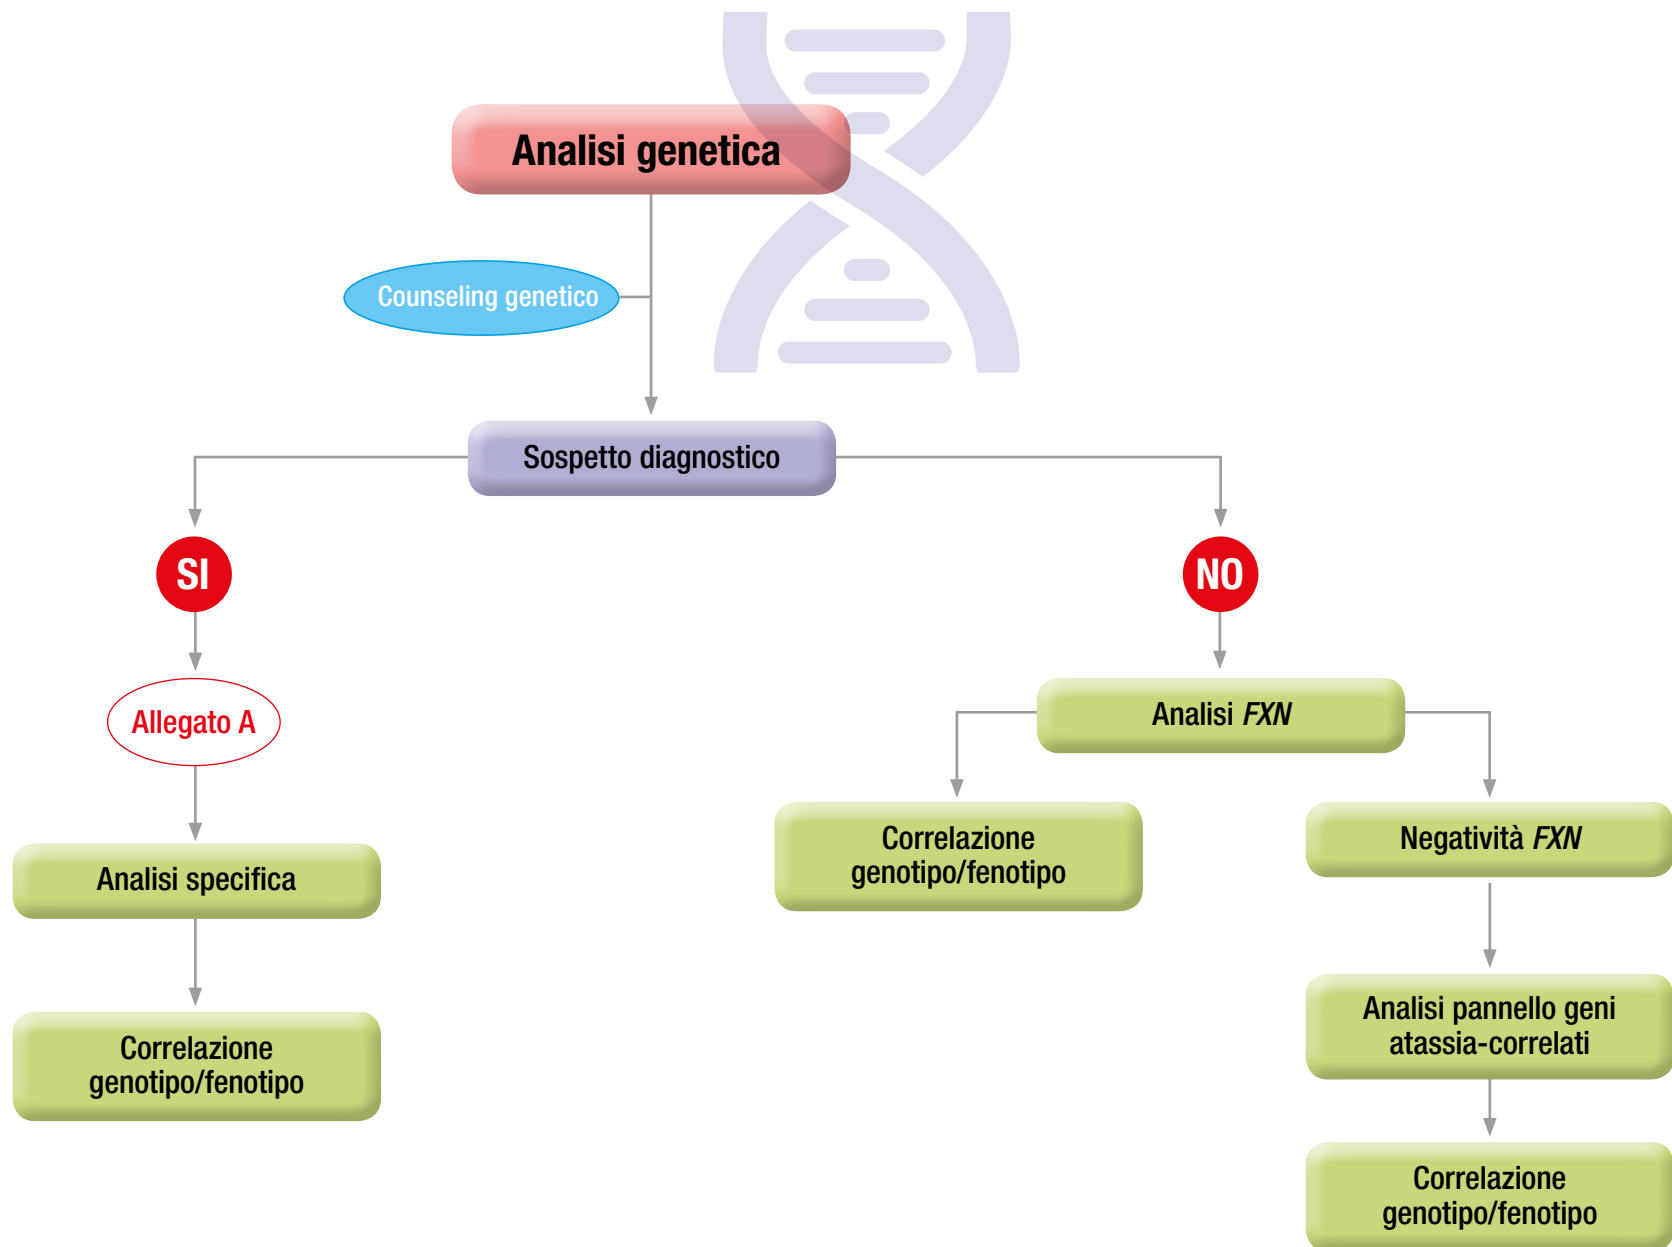 Analisi genetica
Counseling genetico
Sospetto diagnostico
SI
NO
Allegato A
Analisi FXN
Correlazione
genotipo/fenotipo
Negatività FXN
Analisi specifica
Analisi pannello geni
atassia-correlati
Correlazione
genotipo/fenotipo
Correlazione
genotipo/fenotipo